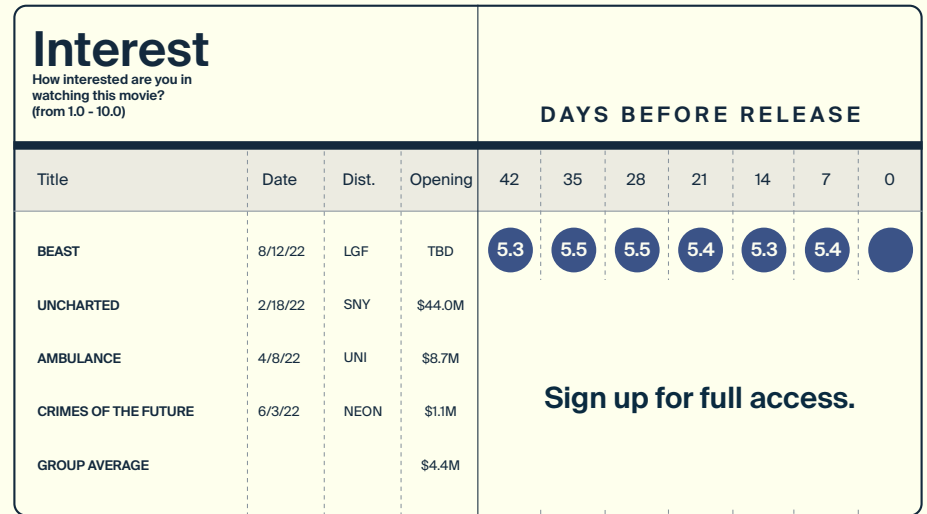 Interest
How interested are you in
watching this movie?
(from 1.0 - 10.0)
DAYS BEFORE RELEASE
Title Date Dist. Opening 42 35 28 21 14 7 0
BEAST 8/12/22 LGF TBD 5.3 5.5 5.5 5.4 5.3 5.4
UNCHARTED 2/18/22 SNY $44.0M
AMBULANCE 4/8/22 UNI $8.7M
Sign up for full access.
CRIMES OF THE FUTURE 6/3/22 NEON $1.1M
GROUP AVERAGE $4.4M